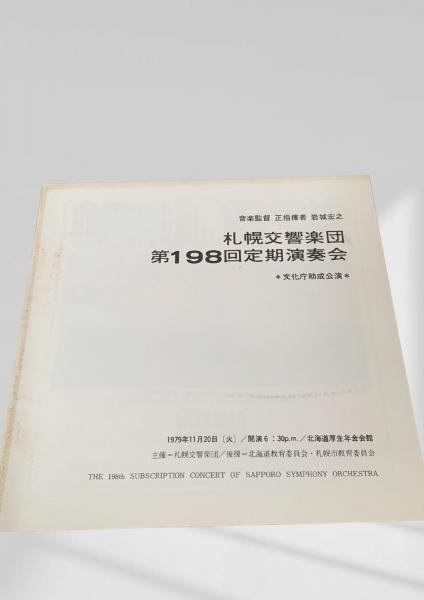 音楽監督 正指揮者 岩城宏之
札幌交響楽団
第198回定期演奏会
*文化庁助成公演*
1979年11月20日〔火〕／開演6：30p.m.／北海道厚生年金会館
主催＝札幌交響楽団／後援＝北海道教育委員会・札幌市教育委員会
THE 198th SUBSCRIPTION CONCERT OF SAPPORO SYMPHONY ORCHESTRA